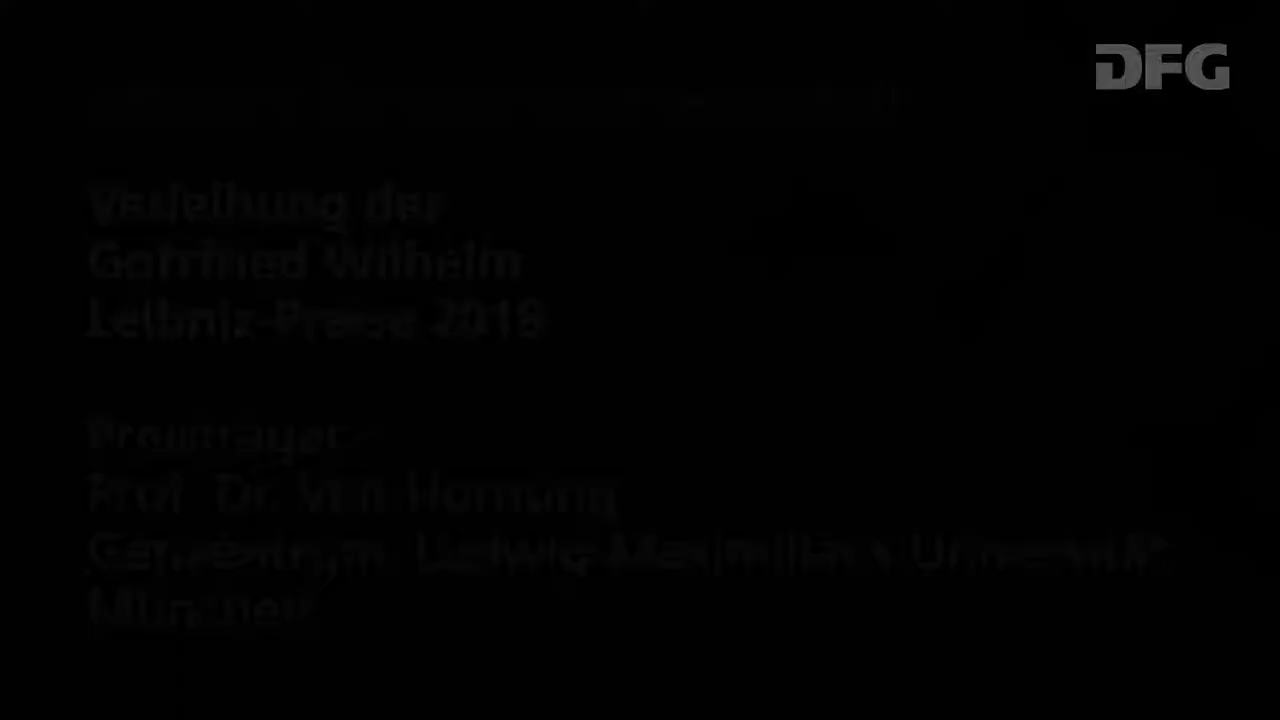 DFG
Verleihung der
Gottfried Wilhelm
Leibniz-Preise 2018
Preisträger:
Prof. Dr. Veit Hornung
Genzentrum, Ludwig-Maximilians-Universität
München